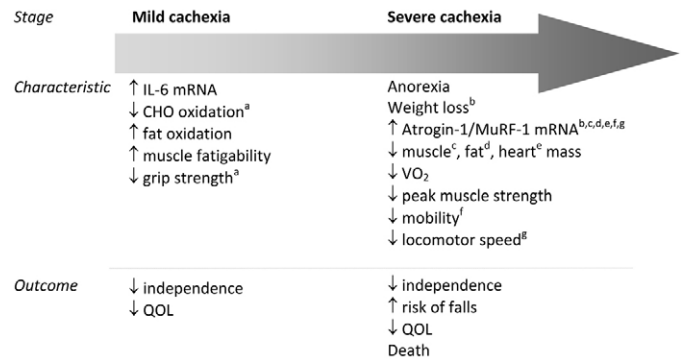 Stage Mild cachexia Severe cachexia
Characteristic ↑ IL-6 mRNA Anorexia
↓ CHO oxidationᵃ Weight lossᵇ
↑ fat oxidation ↑ Atrogin-1/MuRF-1 mRNAᵇ,ᶜ,ᵈ,ᵉ,ᶠ,ᵍ
↑ muscle fatigability ↓ muscleᶜ, fatᵈ, heartᵉ mass
↓ grip strengthᵃ ↓ VO₂
↓ peak muscle strength
↓ mobilityᶠ
↓ locomotor speedᵍ
Outcome ↓ independence ↓ independence
↓ QOL ↑ risk of falls
↓ QOL
Death